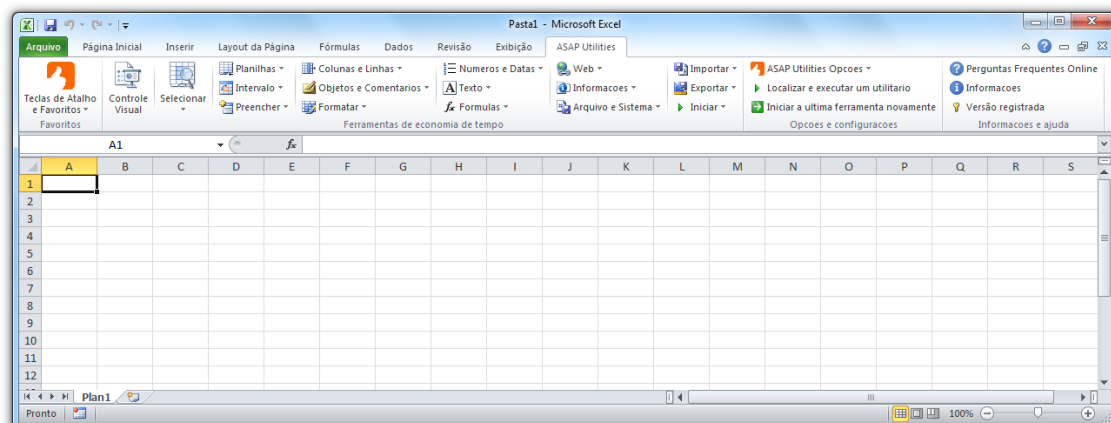 Pasta1 - Microsoft Excel
Arquivo Página Inicial Inserir Layout da Página Fórmulas Dados Revisão Exibição ASAP Utilities
Teclas de Atalho e Favoritos
Controle Visual
Selecionar
Planilhas
Intervalo
Preencher
Colunas e Linhas
Objetos e Comentarios
Formatar
Numeros e Datas
Texto
Formulas
Web
Informacoes
Arquivo e Sistema
Importar
Exportar
Iniciar
ASAP Utilities Opcoes
Localizar e executar um utilitario
Iniciar a ultima ferramenta novamente
Perguntas Frequentes Online
Informacoes
Versão registrada
Favoritos Ferramentas de economia de tempo Opcoes e configuracoes Informacoes e ajuda
A1 fx
A B C D E F G H I J K L M N O P Q R S
1
2
3
4
5
6
7
8
9
10
11
12
Plan1
Pronto 100%